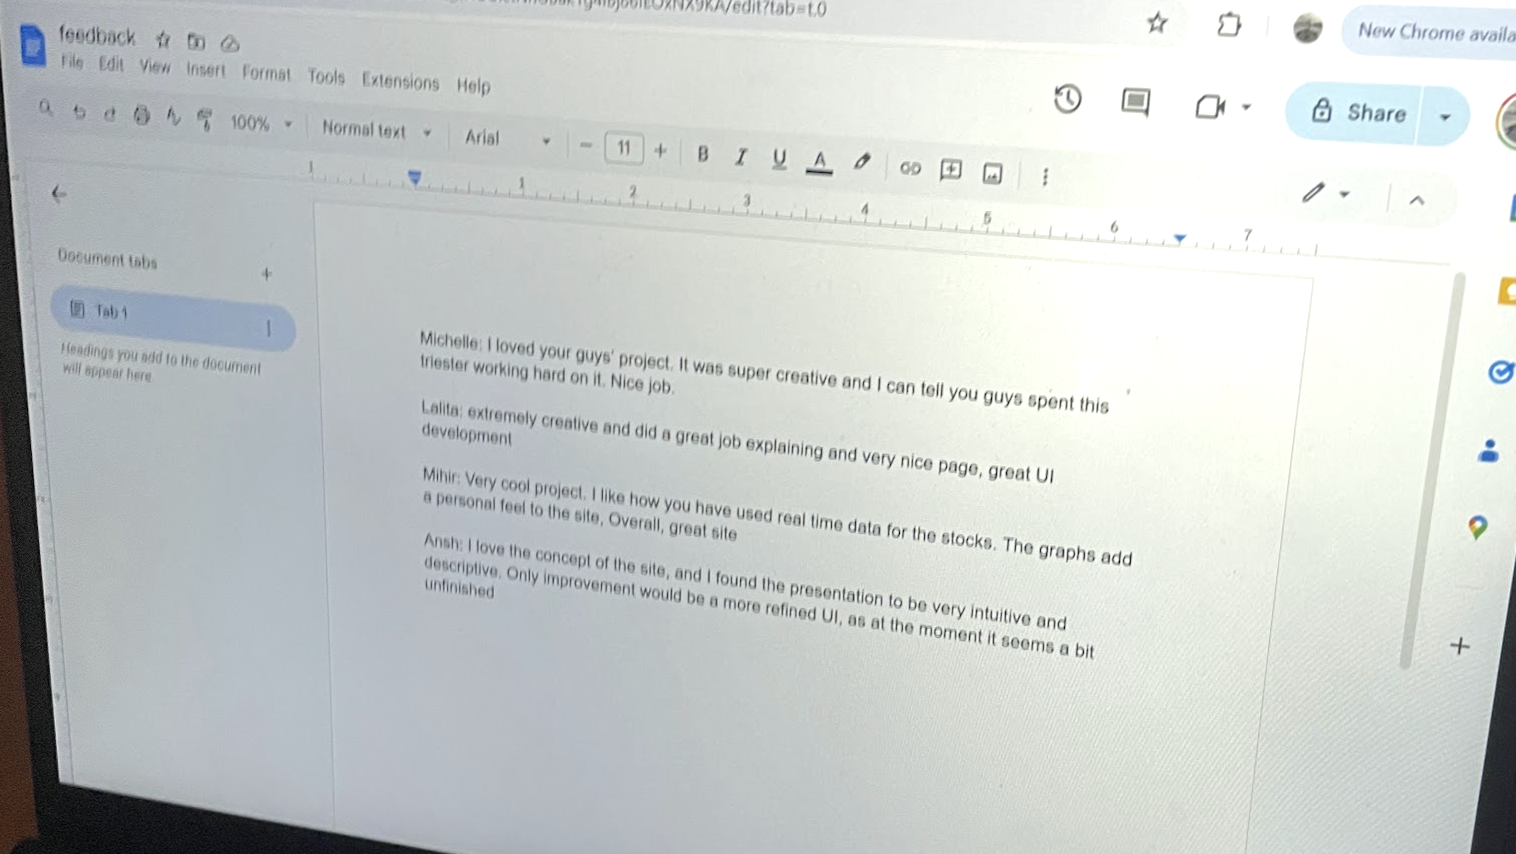 /edit?tab=t.0
New Chrome availa
feedback
File Edit View Insert Format Tools Extensions Help
Share
100% Normal text Arial 11 B I U A
1 1 2 3 4 5 6 7
Document tabs
Tab 1
Headings you add to the document
will appear here
Michelle: I loved your guys' project. It was super creative and I can tell you guys spent this
triester working hard on it. Nice job.
Lalita: extremely creative and did a great job explaining and very nice page, great UI
development
Mihir: Very cool project. I like how you have used real time data for the stocks. The graphs add
a personal feel to the site, Overall, great site
Ansh: I love the concept of the site, and I found the presentation to be very intuitive and
descriptive. Only improvement would be a more refined UI, as at the moment it seems a bit
unfinished